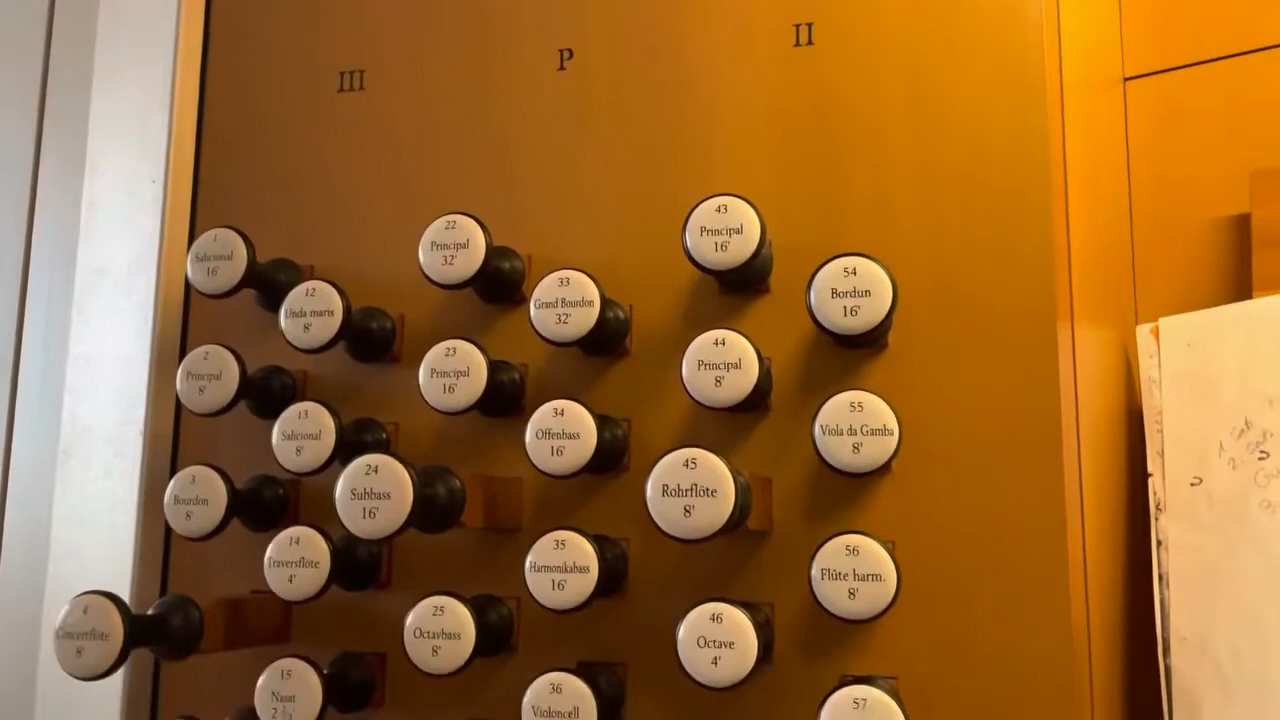 III
P
II
1
Salicional
16'
12
Unda maris
8'
2
Principal
8'
13
Salicional
8'
3
Bourdon
8'
14
Traversflöte
4'
4
Concertflöte
8'
15
Nasat
2 2/3'
22
Principal
32'
33
Grand Bourdon
32'
23
Principal
16'
34
Offenbass
16'
24
Subbass
16'
35
Harmonikabass
16'
25
Octavbass
8'
36
Violoncell
43
Principal
16'
54
Bordun
16'
44
Principal
8'
55
Viola da Gamba
8'
45
Rohrflöte
8'
56
Flûte harm.
8'
46
Octave
4'
57